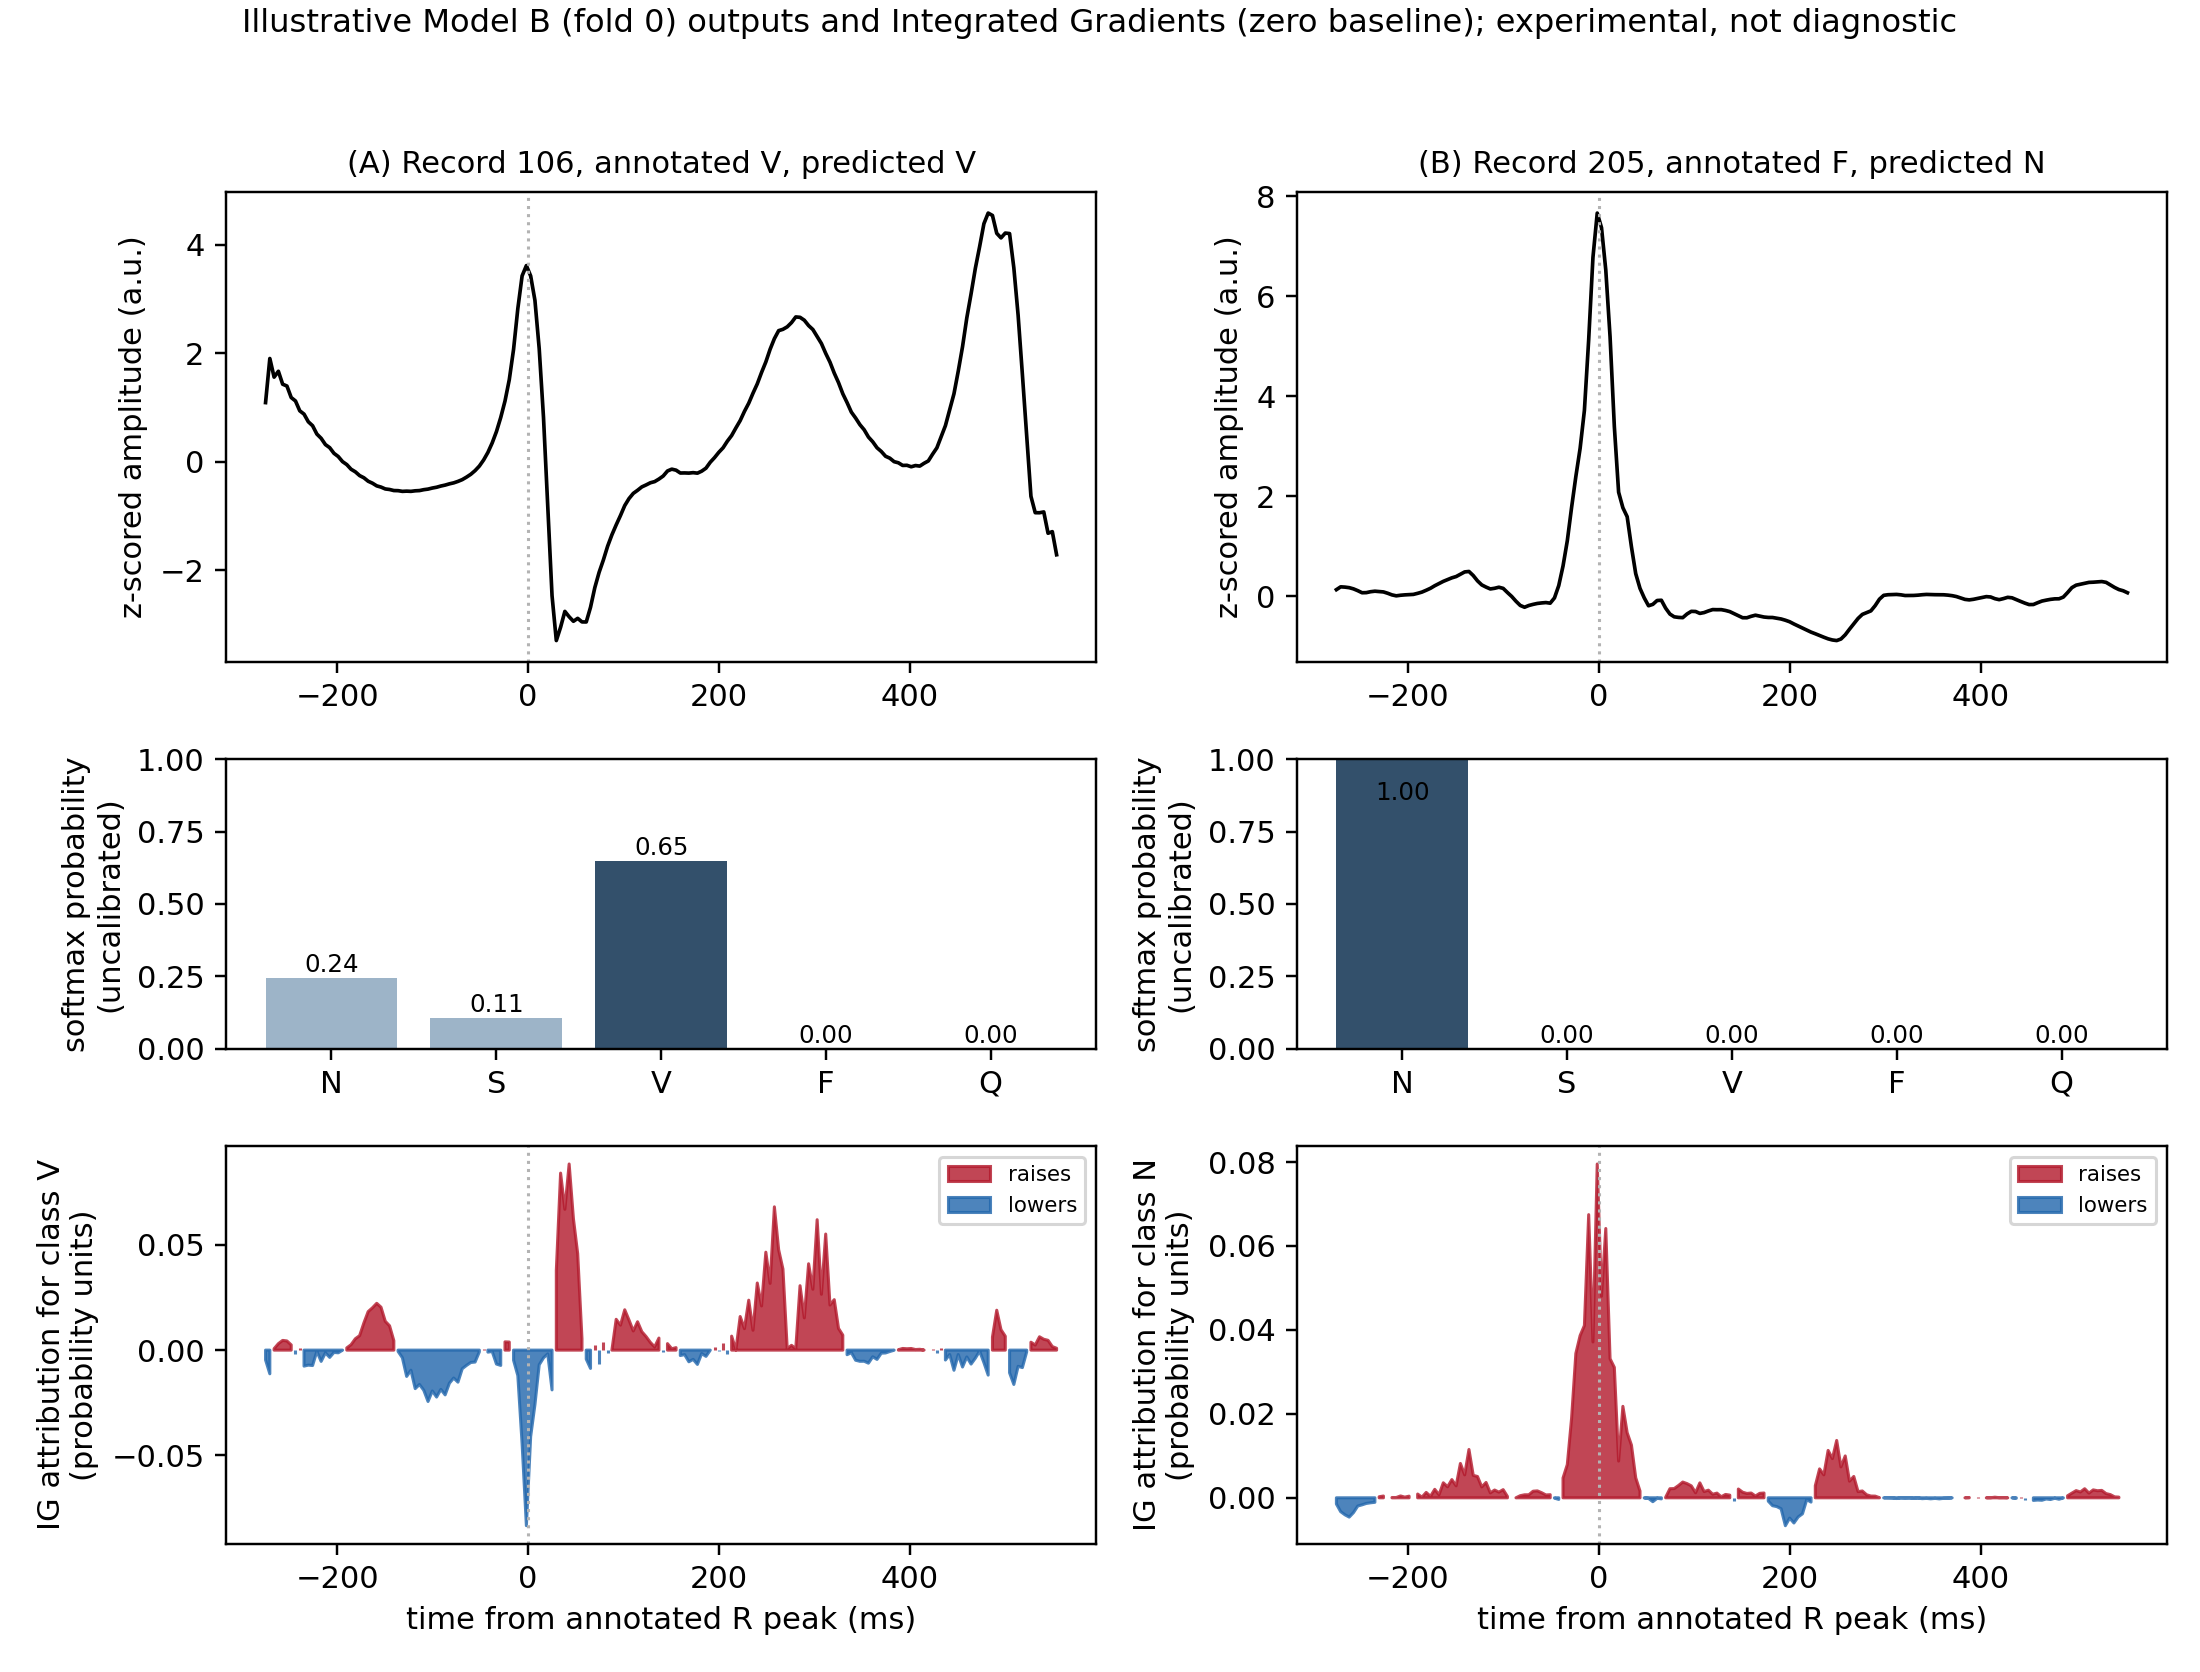 Illustrative Model B (fold 0) outputs and Integrated Gradients (zero baseline); experimental, not diagnostic
(A) Record 106, annotated V, predicted V
z-scored amplitude (a.u.)
4
2
0
−2
−200 0 200 400
(B) Record 205, annotated F, predicted N
z-scored amplitude (a.u.)
8
6
4
2
0
−200 0 200 400
softmax probability
(uncalibrated)
1.00
0.75
0.50
0.25
0.00
0.24
0.11
0.65
0.00
0.00
N S V F Q
softmax probability
(uncalibrated)
1.00
0.75
0.50
0.25
0.00
1.00
0.00
0.00
0.00
0.00
N S V F Q
IG attribution for class V
(probability units)
0.05
0.00
−0.05
raises
lowers
−200 0 200 400
time from annotated R peak (ms)
IG attribution for class N
(probability units)
0.08
0.06
0.04
0.02
0.00
raises
lowers
−200 0 200 400
time from annotated R peak (ms)